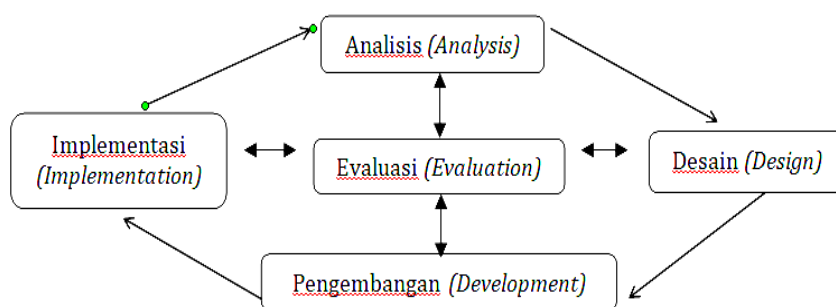 Analisis (Analysis)
Implementasi
(Implementation)
Evaluasi (Evaluation)
Desain (Design)
Pengembangan (Development)